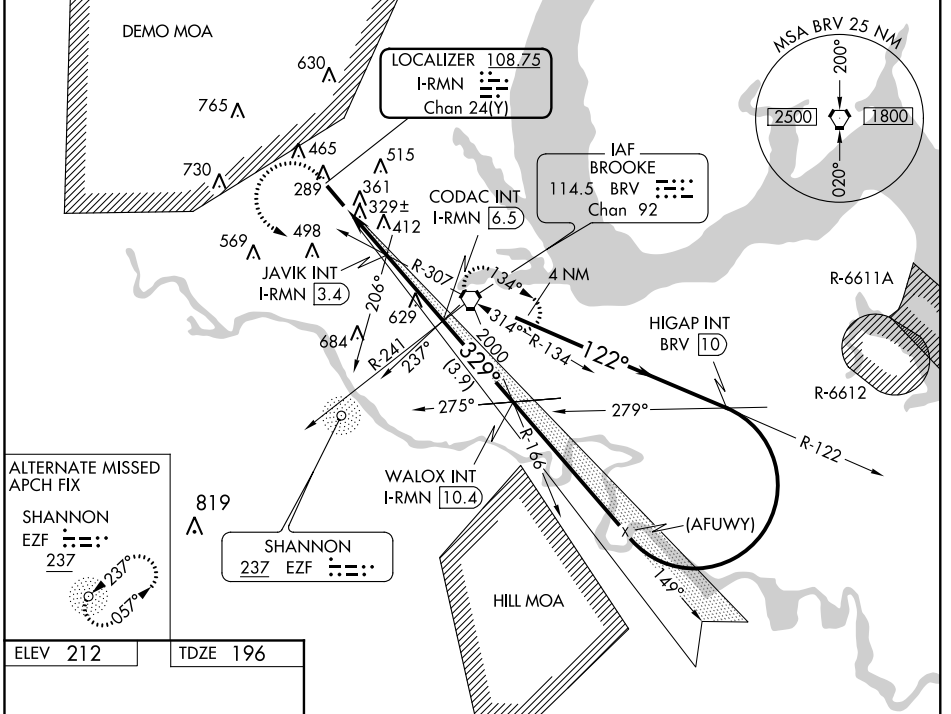 DEMO MOA
630
765
730
LOCALIZER 108.75
I-RMN
Chan 24(Y)
MSA BRV 25 NM
200°
2500
1800
020°
465
515
289
361
329±
412
498
569
IAF
BROOKE
114.5 BRV
Chan 92
CODAC INT
I-RMN 6.5
JAVIK INT
I-RMN 3.4
206°
R-307
134°
4 NM
314°
R-134
629
684
R-241
237°
2000
329°
(3.9)
122°
HIGAP INT
BRV 10
R-6611A
R-6612
275°
279°
R-122
R-166
WALOX INT
I-RMN 10.4
(AFUWY)
149°
HILL MOA
ALTERNATE MISSED
APCH FIX
SHANNON
EZF
237
237°
057°
819
SHANNON
237 EZF
ELEV 212
TDZE 196